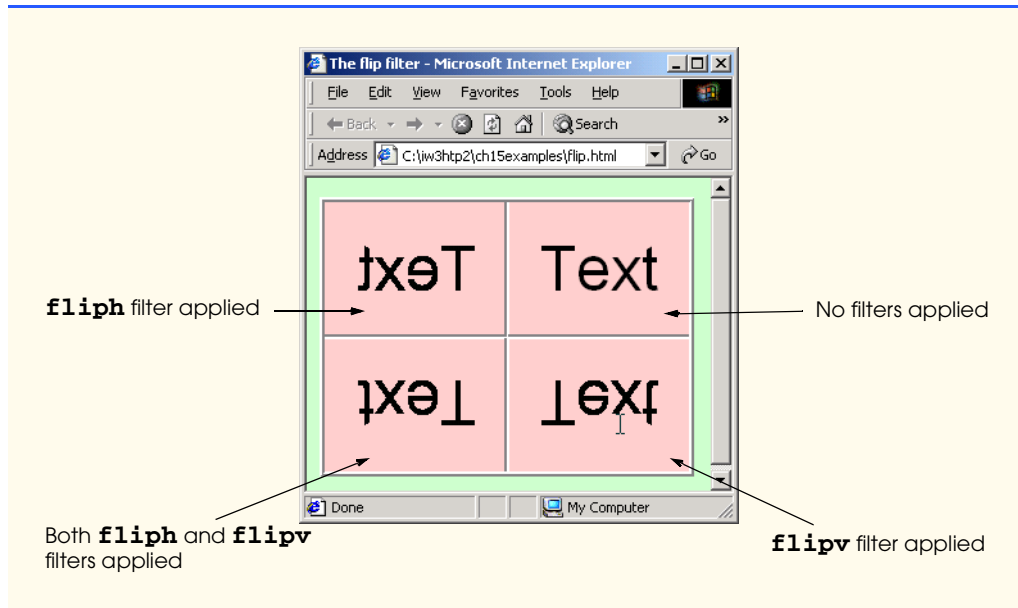 The flip filter - Microsoft Internet Explorer
File Edit View Favorites Tools Help
Back Search »
Address C:\iw3htp2\ch15examples\flip.html Go
Text Text
fliph filter applied
No filters applied
Text Text
Done My Computer
Both fliph and flipv
filters applied
flipv filter applied